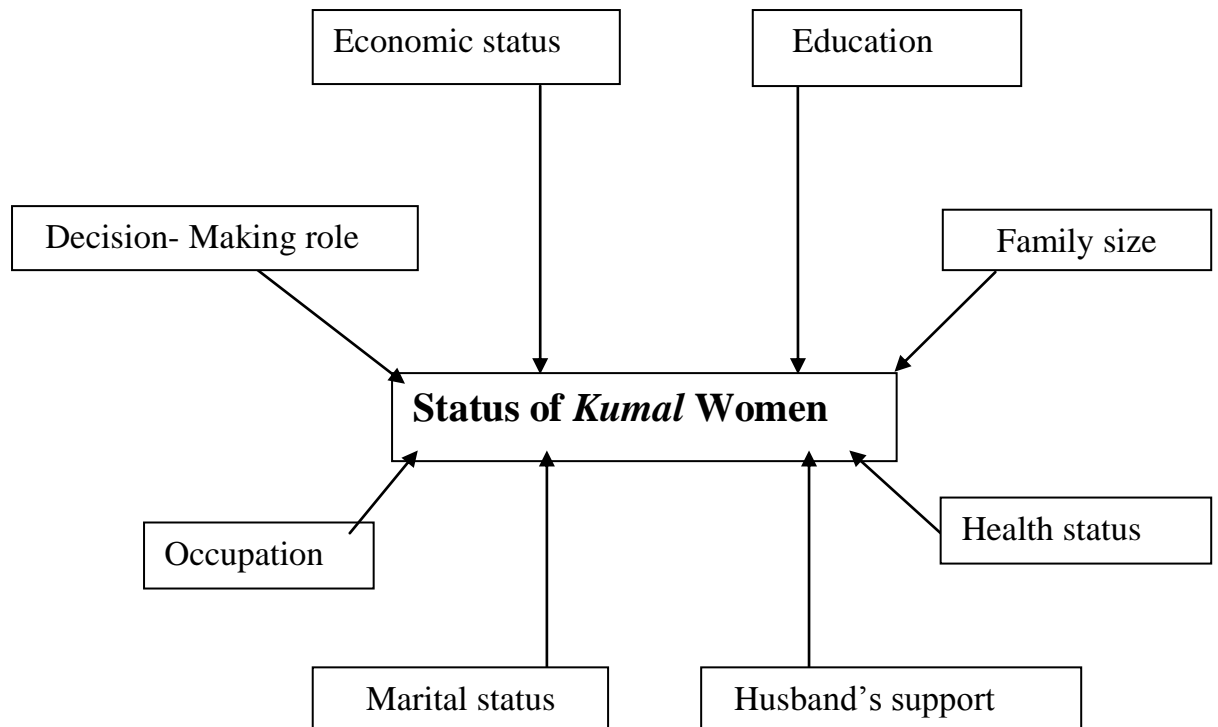 Economic status
Education
Decision- Making role
Family size
Status of Kumal Women
Occupation
Health status
Marital status
Husband’s support